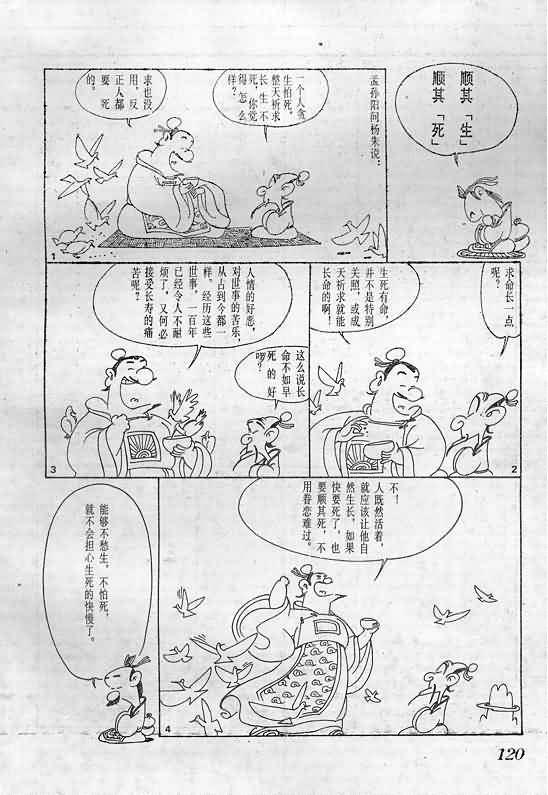 顺其「生」
顺其「死」
孟孙阳问杨朱说：
一个人贪
生怕死，
整天祈求
长生不
死，你觉
得怎么
样？
求也没
用，反
正人都
要死
的。
1
求命长一点
呢？
生死有命，
并不是特别
关照，或成
天祈求就能
长命的啊！
2
这么说长
命不如早
死的好
啰？
人情的好恶，
对世事的苦乐，
从古到今都一
样。经历这些
世事，一百年
已经令人不耐
烦了，又何必
接受长寿的痛
苦呢？
3
不！
人既然活着，
就应该让他自
然生长，如果
快要死了，也
要顺其死，不
用眷恋难过。
4
能够不愁生，不怕死，
就不会担心生死的快慢了。
120